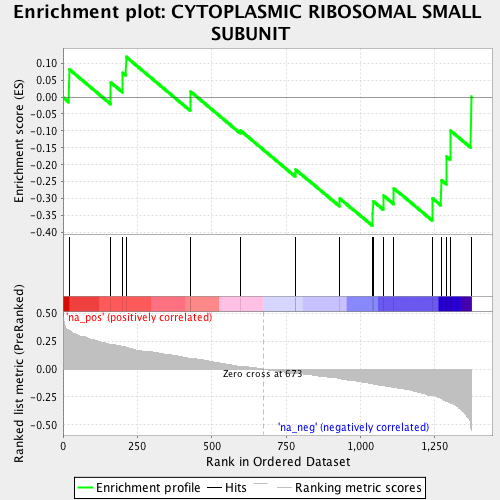 Enrichment plot: CYTOPLASMIC RIBOSOMAL SMALL
SUBUNIT
Enrichment score (ES)
0.10
0.05
0.00
-0.05
-0.10
-0.15
-0.20
-0.25
-0.30
-0.35
-0.40
'na_pos' (positively correlated)
Ranked list metric (PreRanked)
0.50
0.25
0.00
-0.25
-0.50
Zero cross at 673
'na_neg' (negatively correlated)
0 250 500 750 1,000 1,250
Rank in Ordered Dataset
Enrichment profile Hits Ranking metric scores